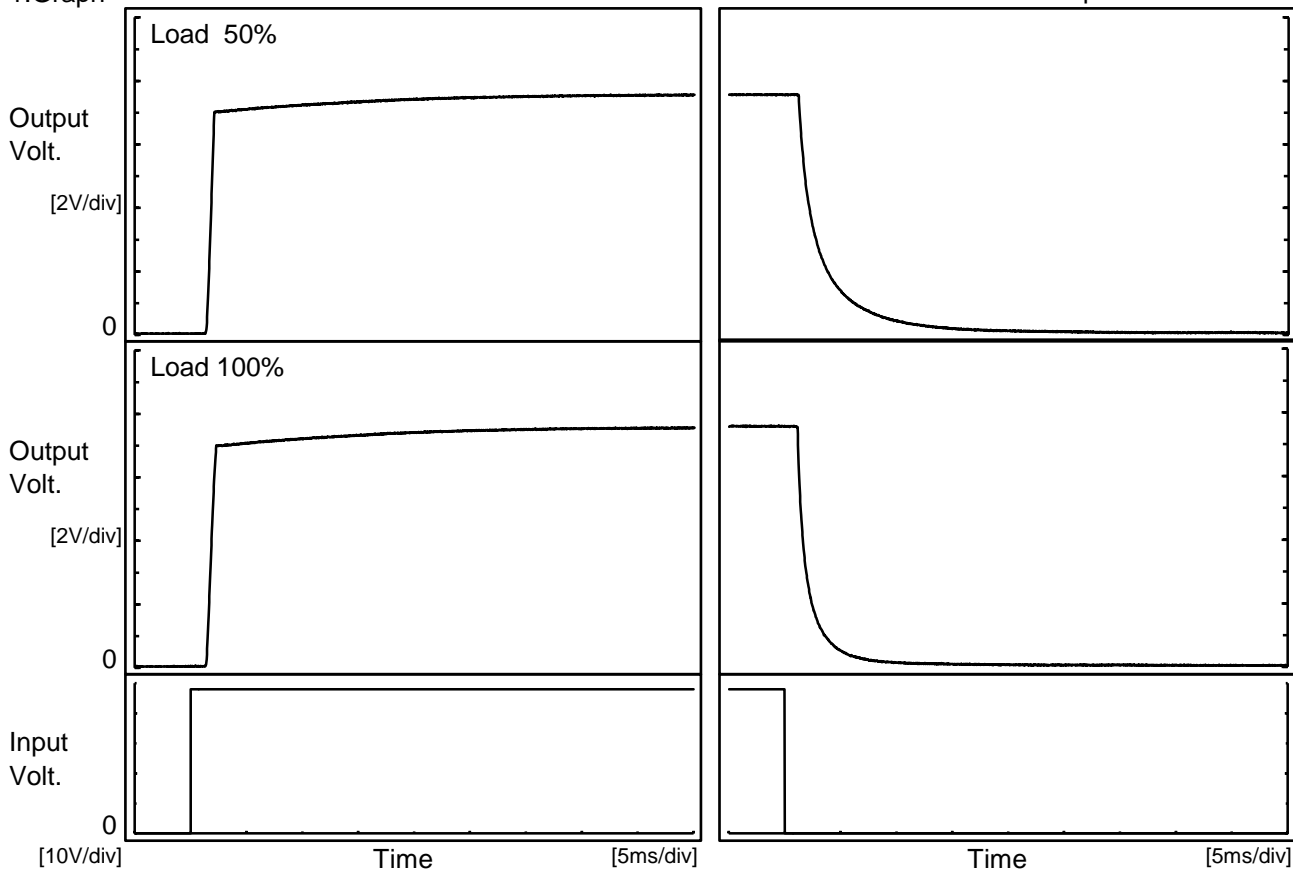 Load 50%
Output
Volt.
[2V/div]
0
Load 100%
Output
Volt.
[2V/div]
0
Input
Volt.
0
[10V/div]
Time
[5ms/div]
Time
[5ms/div]